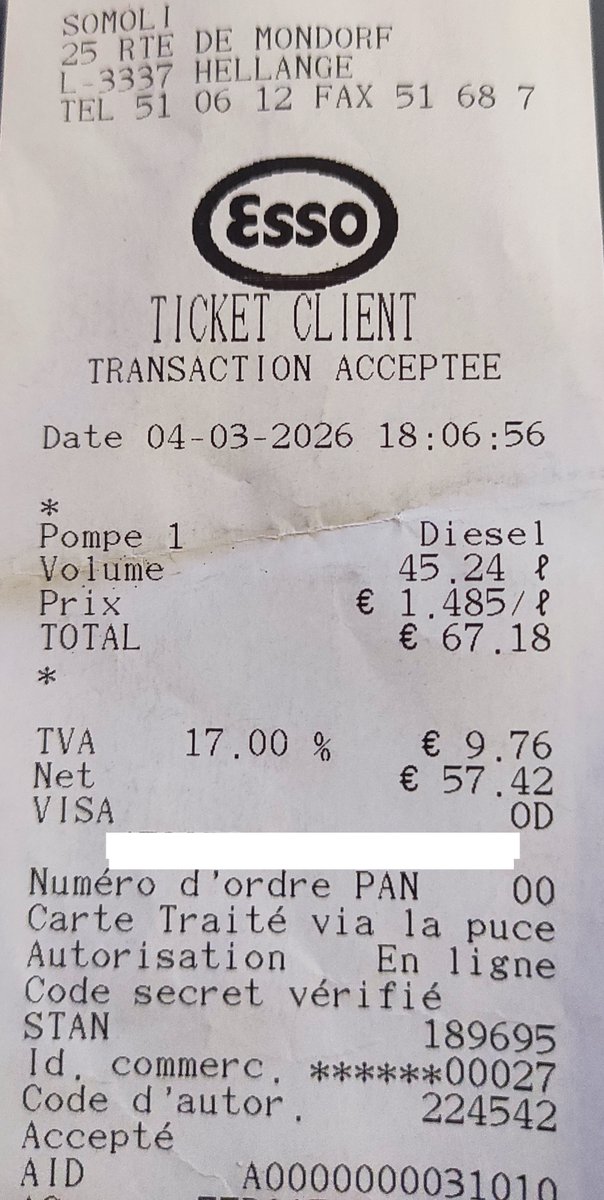 SOMOLI
25 RTE DE MONDORF
L-3337 HELLANGE
TEL 51 06 12 FAX 51 68 7
Esso
TICKET CLIENT
TRANSACTION ACCEPTEE
Date 04-03-2026 18:06:56
*
Pompe 1 Diesel
Volume 45.24 ℓ
Prix € 1.485/ℓ
TOTAL € 67.18
*
TVA 17.00 % € 9.76
Net € 57.42
VISA OD
Numéro d'ordre PAN 00
Carte Traité via la puce
Autorisation En ligne
Code secret vérifié
STAN 189695
Id. commerc. ******00027
Code d'autor. 224542
Accepté
AID A0000000031010